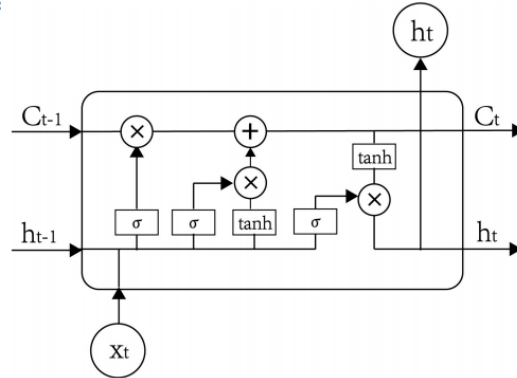 hₜ
Cₜ₋₁ × + Cₜ
tanh
× ×
σ σ tanh σ
hₜ₋₁ hₜ
xₜ